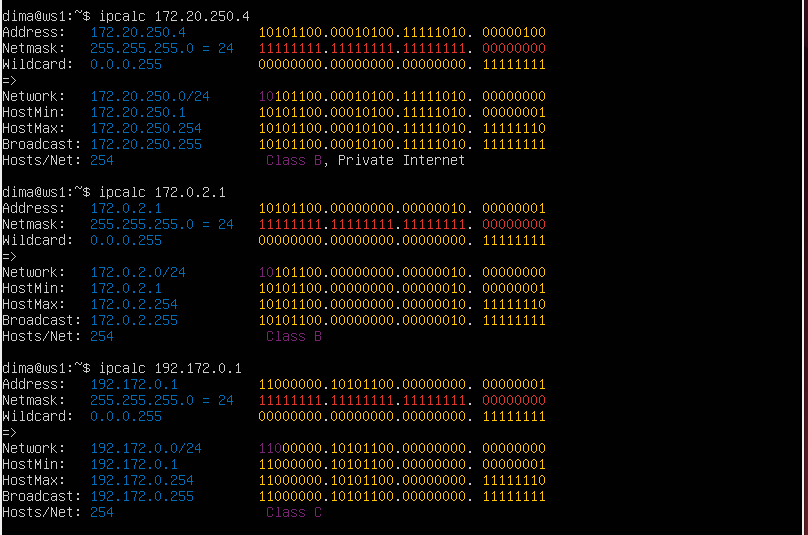 dima@ws1:~$ ipcalc 172.20.250.4
Address:   172.20.250.4         10101100.00010100.11111010. 00000100
Netmask:   255.255.255.0 = 24   11111111.11111111.11111111. 00000000
Wildcard:  0.0.0.255            00000000.00000000.00000000. 11111111
=>
Network:   172.20.250.0/24      10101100.00010100.11111010. 00000000
HostMin:   172.20.250.1         10101100.00010100.11111010. 00000001
HostMax:   172.20.250.254       10101100.00010100.11111010. 11111110
Broadcast: 172.20.250.255       10101100.00010100.11111010. 11111111
Hosts/Net: 254                   Class B, Private Internet
dima@ws1:~$ ipcalc 172.0.2.1
Address:   172.0.2.1            10101100.00000000.00000010. 00000001
Netmask:   255.255.255.0 = 24   11111111.11111111.11111111. 00000000
Wildcard:  0.0.0.255            00000000.00000000.00000000. 11111111
=>
Network:   172.0.2.0/24         10101100.00000000.00000010. 00000000
HostMin:   172.0.2.1            10101100.00000000.00000010. 00000001
HostMax:   172.0.2.254          10101100.00000000.00000010. 11111110
Broadcast: 172.0.2.255          10101100.00000000.00000010. 11111111
Hosts/Net: 254                   Class B
dima@ws1:~$ ipcalc 192.172.0.1
Address:   192.172.0.1          11000000.10101100.00000000. 00000001
Netmask:   255.255.255.0 = 24   11111111.11111111.11111111. 00000000
Wildcard:  0.0.0.255            00000000.00000000.00000000. 11111111
=>
Network:   192.172.0.0/24       11000000.10101100.00000000. 00000000
HostMin:   192.172.0.1          11000000.10101100.00000000. 00000001
HostMax:   192.172.0.254        11000000.10101100.00000000. 11111110
Broadcast: 192.172.0.255        11000000.10101100.00000000. 11111111
Hosts/Net: 254                   Class C